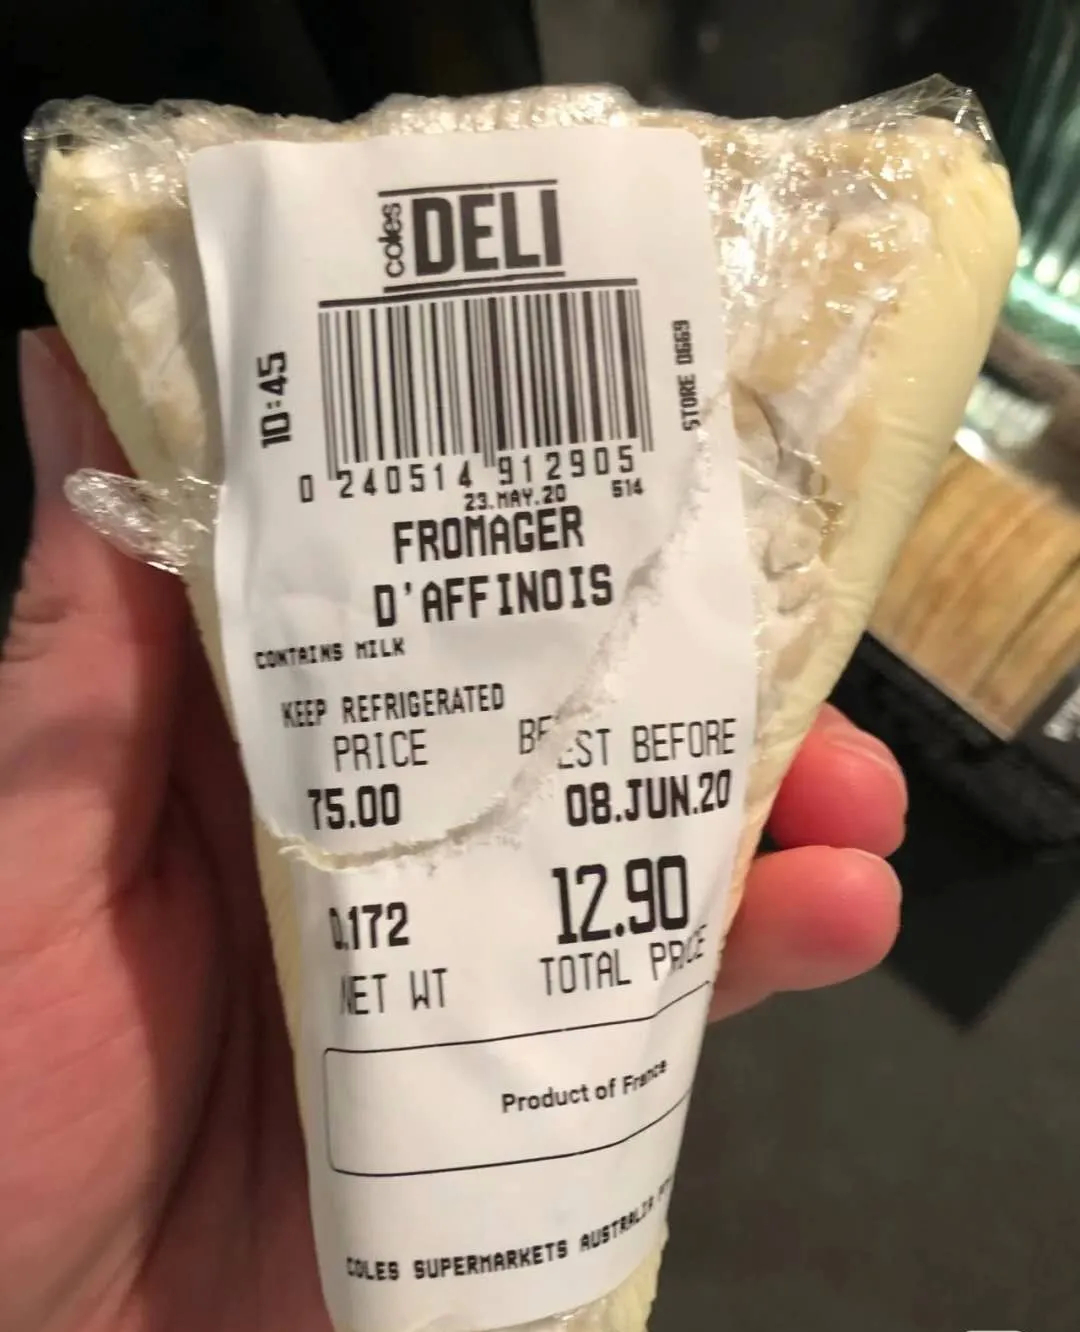 coles DELI
10:45
STORE 0669
0 240514 912905
23.MAY.20 514
FROMAGER
D'AFFINOIS
CONTAINS MILK
KEEP REFRIGERATED
PRICE BEST BEFORE
75.00 08.JUN.20
0.172 12.90
NET WT TOTAL PRICE
Product of France
COLES SUPERMARKETS AUSTRALIA